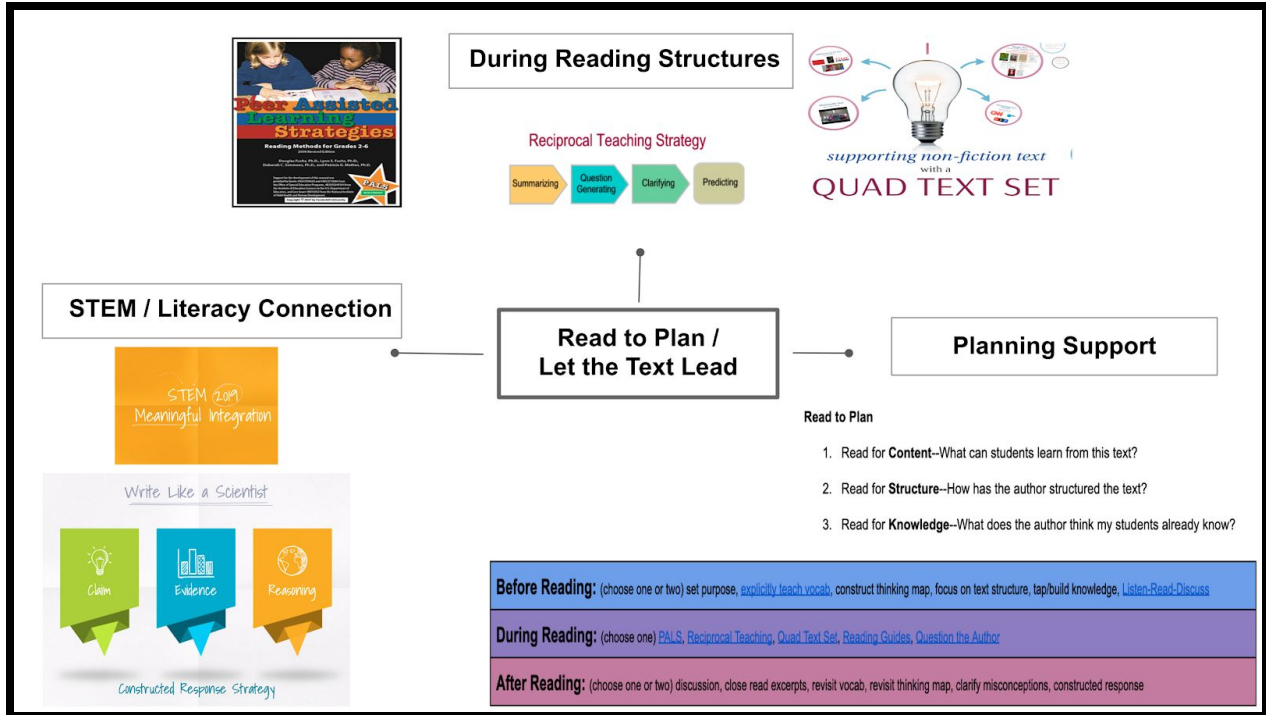 During Reading Structures
Peer Assisted
Learning
Strategies
Reading Methods for Grades 2-6
PALS
Reciprocal Teaching Strategy
Summarizing
Question
Generating
Clarifying
Predicting
CNN
supporting non-fiction text
with a
QUAD TEXT SET
STEM / Literacy Connection
STEM 2019
Meaningful Integration
Write Like a Scientist
Claim
Evidence
Reasoning
Constructed Response Strategy
Read to Plan /
Let the Text Lead
Planning Support
Read to Plan
1. Read for Content--What can students learn from this text?
2. Read for Structure--How has the author structured the text?
3. Read for Knowledge--What does the author think my students already know?
Before Reading: (choose one or two) set purpose, explicitly teach vocab, construct thinking map, focus on text structure, tap/build knowledge, Listen-Read-Discuss
During Reading: (choose one) PALS, Reciprocal Teaching, Quad Text Set, Reading Guides, Question the Author
After Reading: (choose one or two) discussion, close read excerpts, revisit vocab, revisit thinking map, clarify misconceptions, constructed response